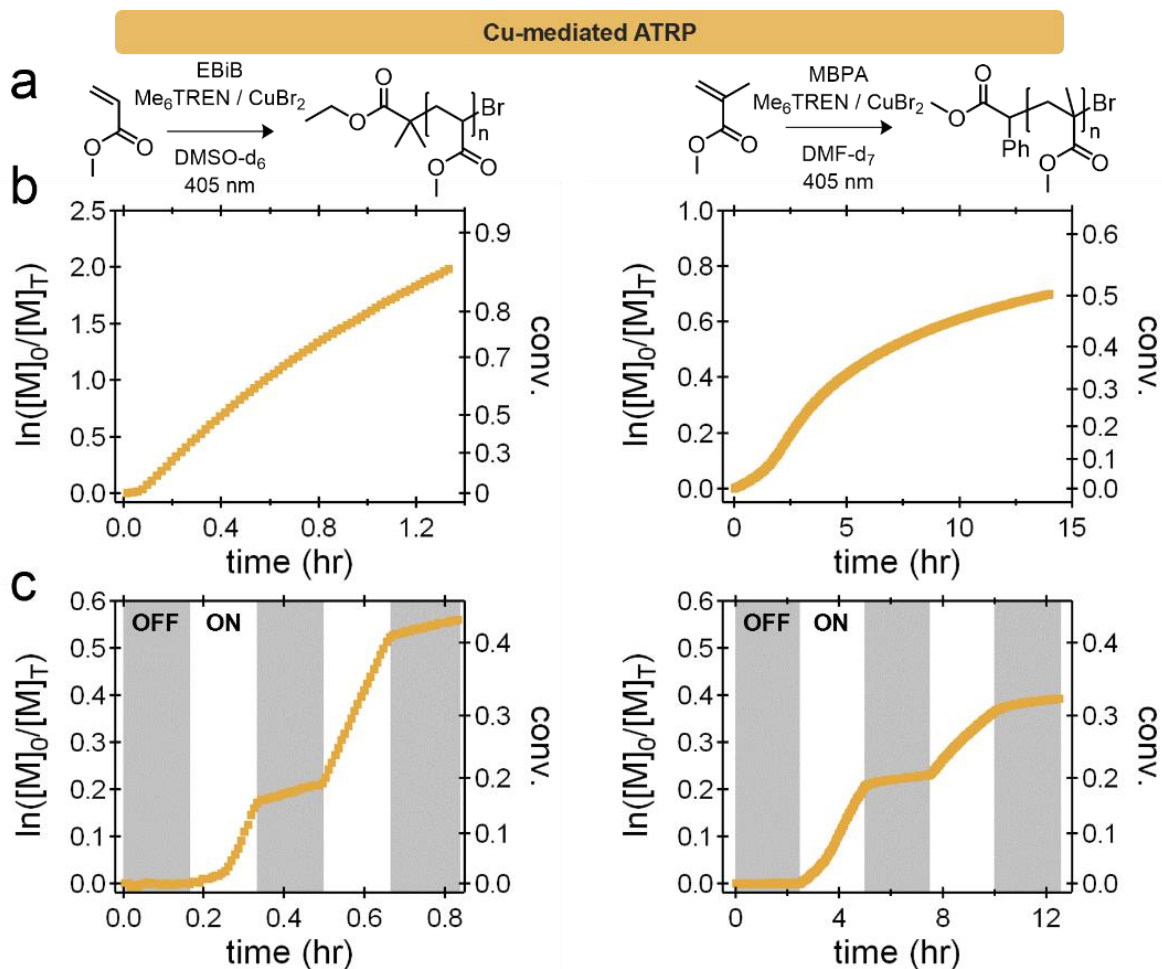 Cu-mediated ATRP
a
EBiB
Me6TREN / CuBr2
DMSO-d6
405 nm
O
O
O
O
Br
n
O
O
MBPA
Me6TREN / CuBr2
DMF-d7
405 nm
O
O
O
O
Ph
Br
n
O
O
b
ln([M]0/[M]T)
2.5
2.0
1.5
1.0
0.5
0.0
0.9
0.8
0.7
0.5
0.3
0
conv.
0.0 0.4 0.8 1.2
time (hr)
ln([M]0/[M]T)
1.0
0.8
0.6
0.4
0.2
0.0
0.6
0.5
0.4
0.3
0.2
0.1
0.0
conv.
0 5 10 15
time (hr)
c
OFF ON
ln([M]0/[M]T)
0.6
0.5
0.4
0.3
0.2
0.1
0.0
0.4
0.3
0.2
0.1
0.0
conv.
0.0 0.2 0.4 0.6 0.8
time (hr)
OFF ON
ln([M]0/[M]T)
0.6
0.5
0.4
0.3
0.2
0.1
0.0
0.4
0.3
0.2
0.1
0.0
conv.
0 4 8 12
time (hr)